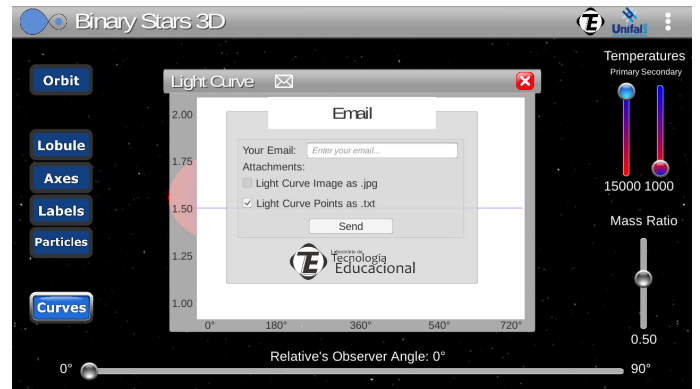 Binary Stars 3D
TE
Unifal
Temperatures
Primary Secondary
Orbit
Light Curve
X
2.00
Email
Lobule
Your Email: Enter your email...
1.75
Attachments:
Axes
Light Curve Image as .jpg
15000 1000
Labels
1.50
Light Curve Points as .txt
Mass Ratio
Send
Particles
1.25
TE
Laboratório de
Tecnologia
Educacional
Curves
1.00
0° 180° 360° 540° 720°
0.50
Relative's Observer Angle: 0°
0° 90°